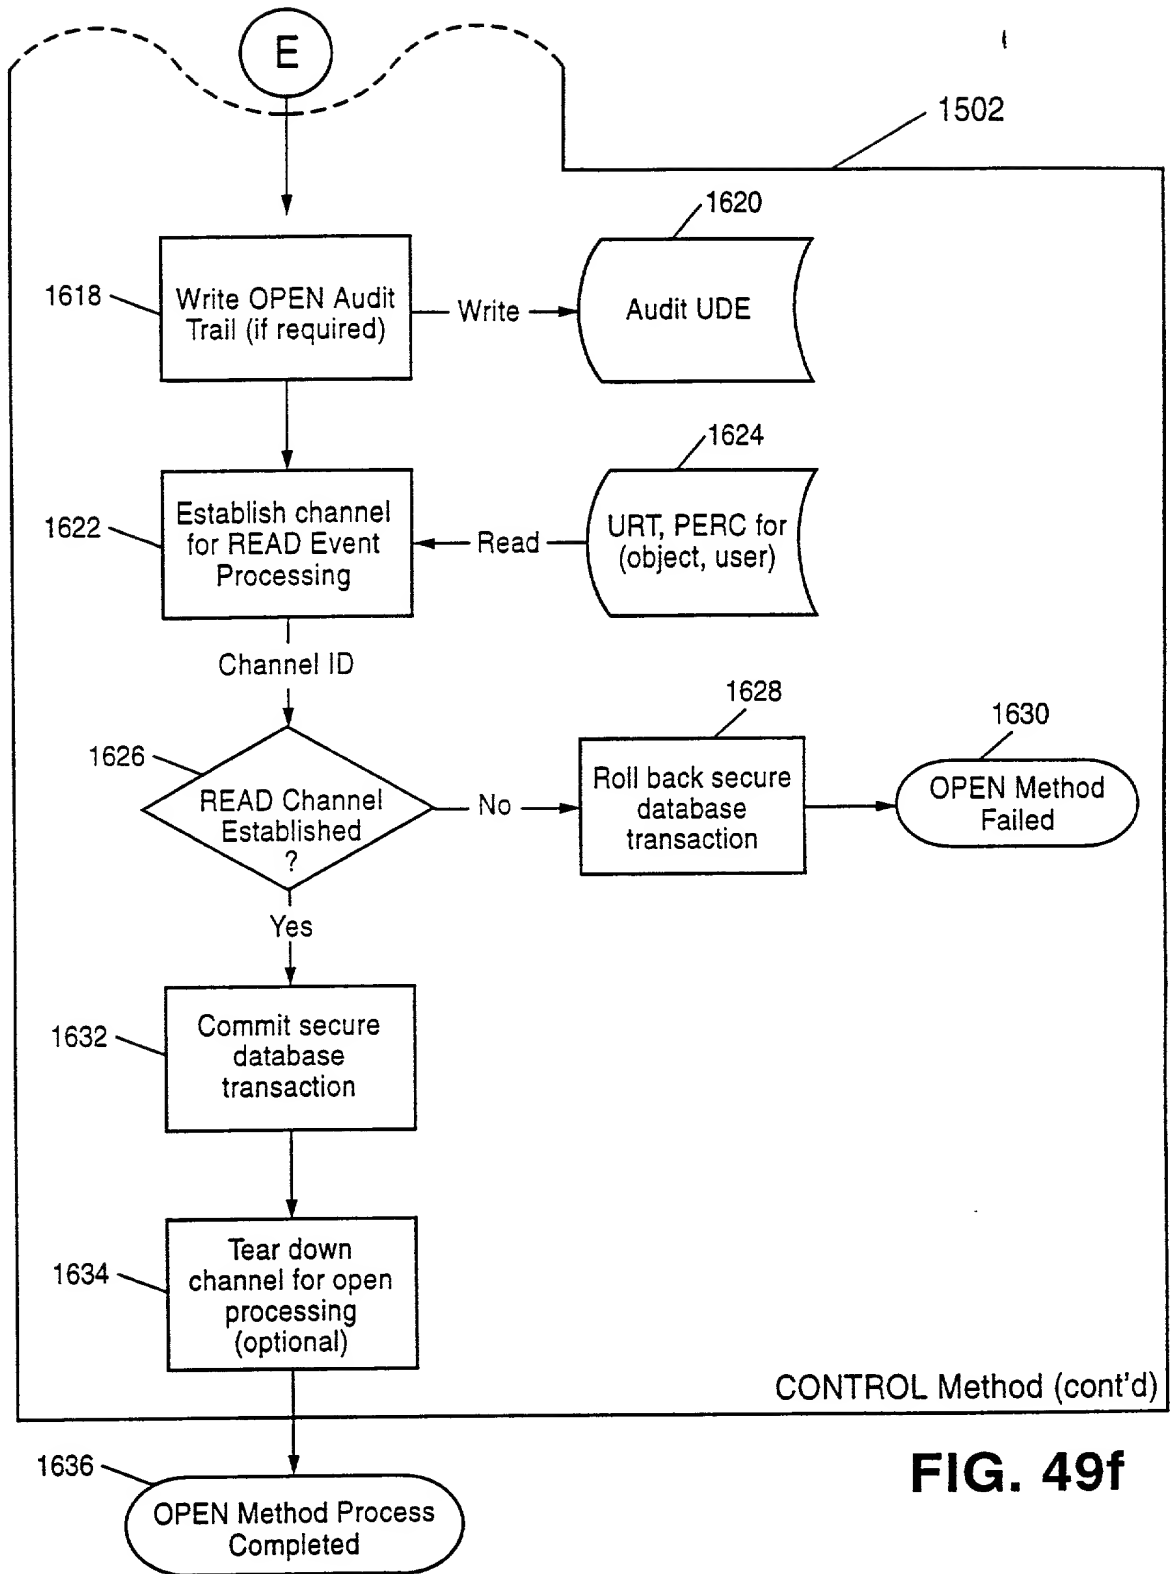 E
1502
1620
1618
Write OPEN Audit
Trail (if required)
Write
Audit UDE
1624
1622
Establish channel
for READ Event
Processing
Read
URT, PERC for
(object, user)
Channel ID
1628
1630
1626
READ Channel
Established
?
No
Roll back secure
database
transaction
OPEN Method
Failed
Yes
1632
Commit secure
database
transaction
1634
Tear down
channel for open
processing
(optional)
CONTROL Method (cont'd)
1636
OPEN Method Process
Completed
FIG. 49f